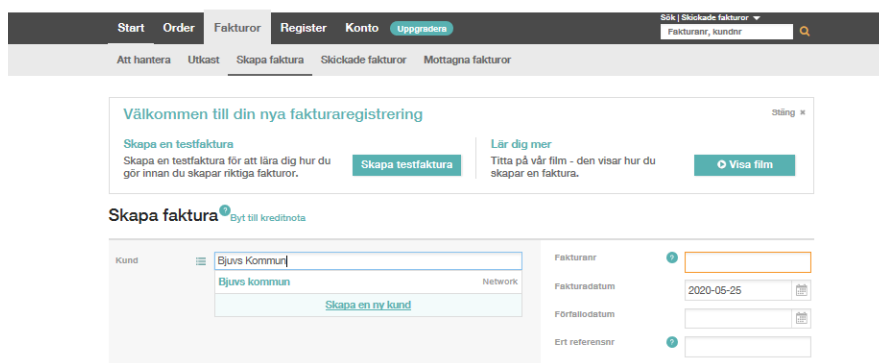 Start Order Fakturor Register Konto Uppgradera
Sök | Skickade fakturor
Fakturanr, kundnr
Att hantera Utkast Skapa faktura Skickade fakturor Mottagna fakturor
Välkommen till din nya fakturaregistrering
Stäng ×
Skapa en testfaktura
Skapa en testfaktura för att lära dig hur du
gör innan du skapar riktiga fakturor.
Skapa testfaktura
Lär dig mer
Titta på vår film - den visar hur du
skapar en faktura.
Visa film
Skapa faktura ? Byt till kreditnota
Kund
Bjuvs Kommun
Bjuvs kommun Network
Skapa en ny kund
Fakturanr ?
Fakturadatum 2020-05-25
Förfallodatum
Ert referensnr ?